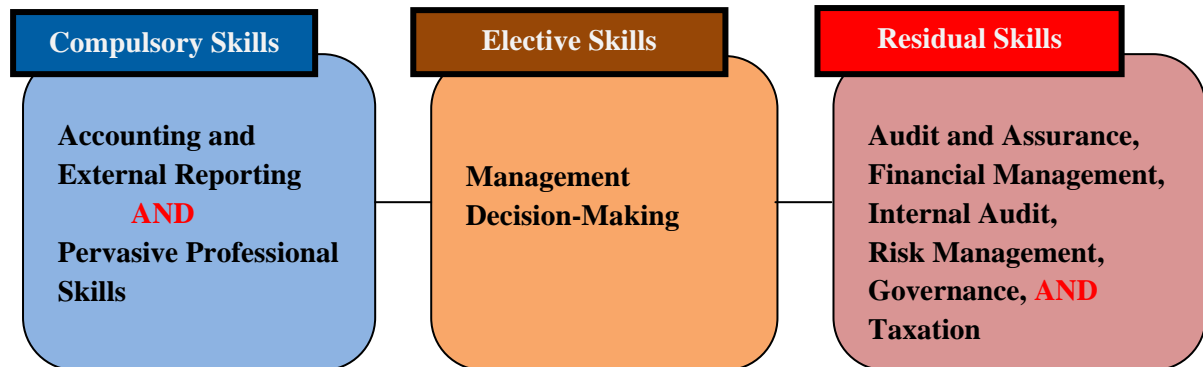 Compulsory Skills
Accounting and
External Reporting
AND
Pervasive Professional
Skills
Elective Skills
Management
Decision-Making
Residual Skills
Audit and Assurance,
Financial Management,
Internal Audit,
Risk Management,
Governance, AND
Taxation